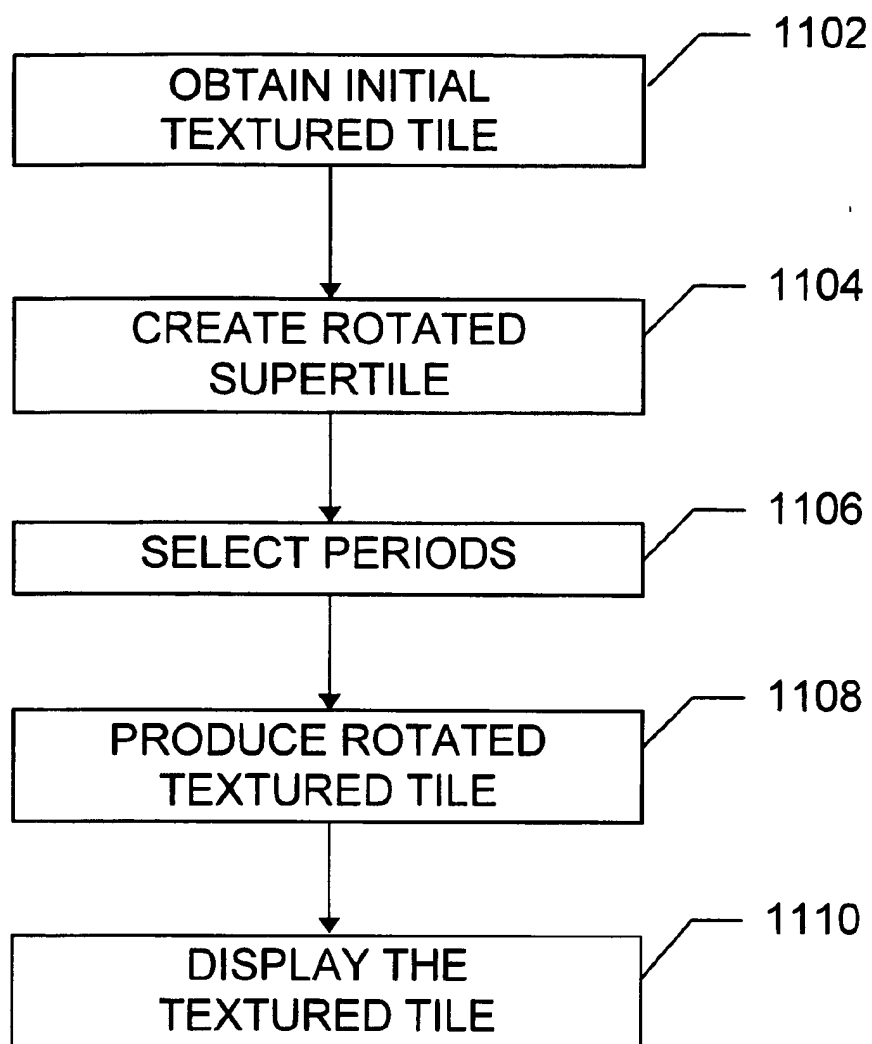 1102
OBTAIN INITIAL
TEXTURED TILE
1104
CREATE ROTATED
SUPERTILE
1106
SELECT PERIODS
1108
PRODUCE ROTATED
TEXTURED TILE
1110
DISPLAY THE
TEXTURED TILE